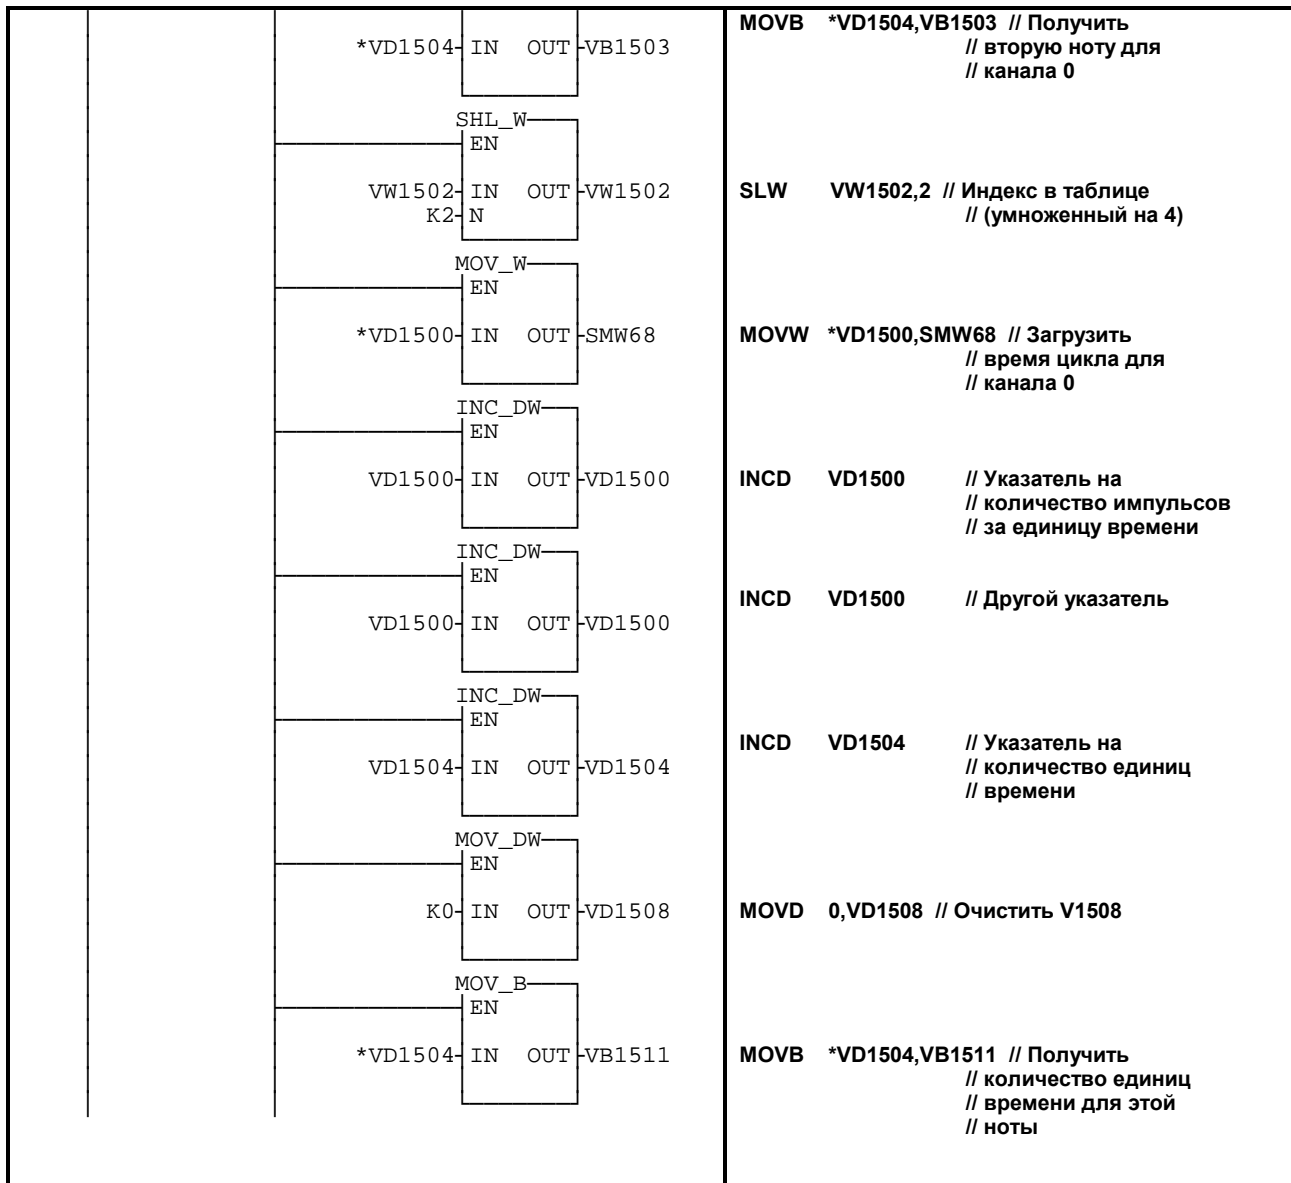 MOVB *VD1504,VB1503 // Получить
*VD1504 IN OUT VB1503 // вторую ноту для
// канала 0
SHL_W
EN
VW1502 IN OUT VW1502 SLW VW1502,2 // Индекс в таблице
K2 N // (умноженный на 4)
MOV_W
EN
*VD1500 IN OUT SMW68 MOVW *VD1500,SMW68 // Загрузить
// время цикла для
// канала 0
INC_DW
EN
VD1500 IN OUT VD1500 INCD VD1500 // Указатель на
// количество импульсов
// за единицу времени
INC_DW
EN
INCD VD1500 // Другой указатель
VD1500 IN OUT VD1500
INC_DW
EN
INCD VD1504 // Указатель на
VD1504 IN OUT VD1504 // количество единиц
// времени
MOV_DW
EN
K0 IN OUT VD1508 MOVD 0,VD1508 // Очистить V1508
MOV_B
EN
*VD1504 IN OUT VB1511 MOVB *VD1504,VB1511 // Получить
// количество единиц
// времени для этой
// ноты